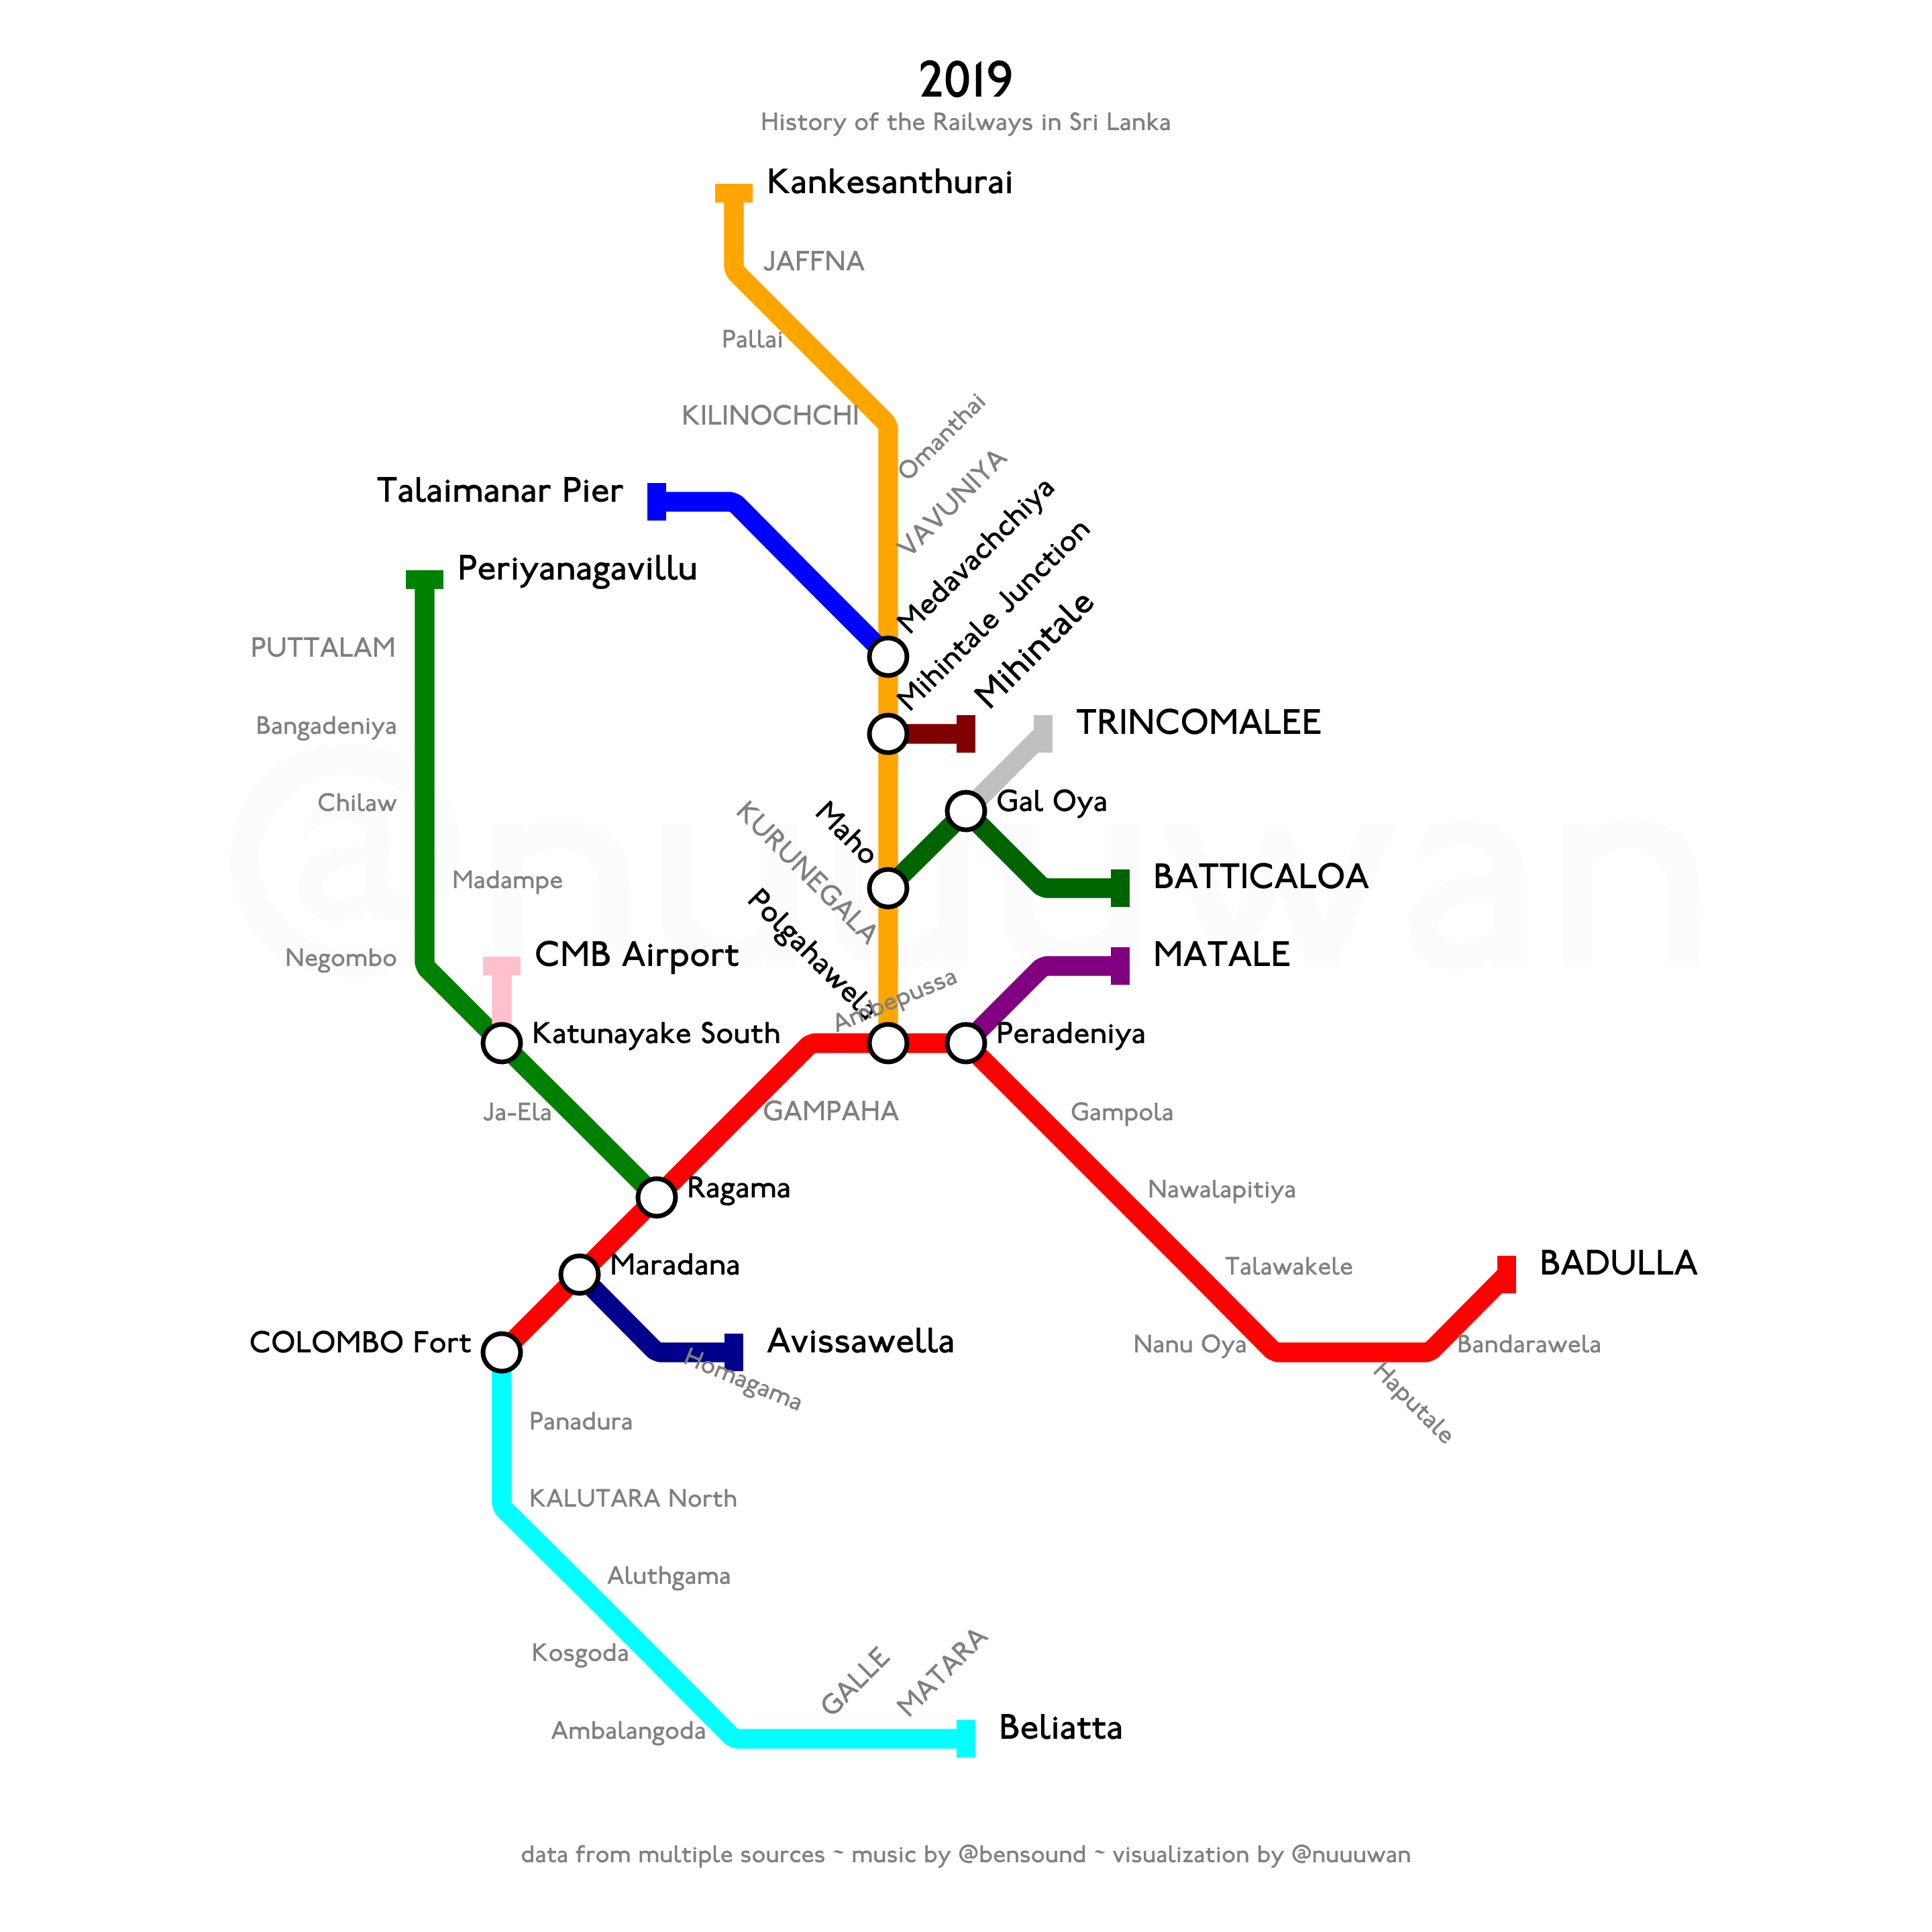 2019
History of the Railways in Sri Lanka
Kankesanthurai
JAFFNA
Pallai
KILINOCHCHI
Omanthai
VAVUNIYA
Talaimanar Pier
Medavachchiya
Periyanagavillu
Mihintale Junction
Mihintale
PUTTALAM
TRINCOMALEE
Bangadeniya
Chilaw
Gal Oya
Maho
KURUNEGALA
@nuuuwan
Madampe
BATTICALOA
Polgahawela
Negombo
CMB Airport
MATALE
Ambepussa
Katunayake South
Peradeniya
Ja-Ela
GAMPAHA
Gampola
Ragama
Nawalapitiya
Maradana
Talawakele
BADULLA
COLOMBO Fort
Avissawella
Homagama
Nanu Oya
Haputale
Bandarawela
Panadura
KALUTARA North
Aluthgama
Kosgoda
GALLE
MATARA
Ambalangoda
Beliatta
data from multiple sources ~ music by @bensound ~ visualization by @nuuuwan